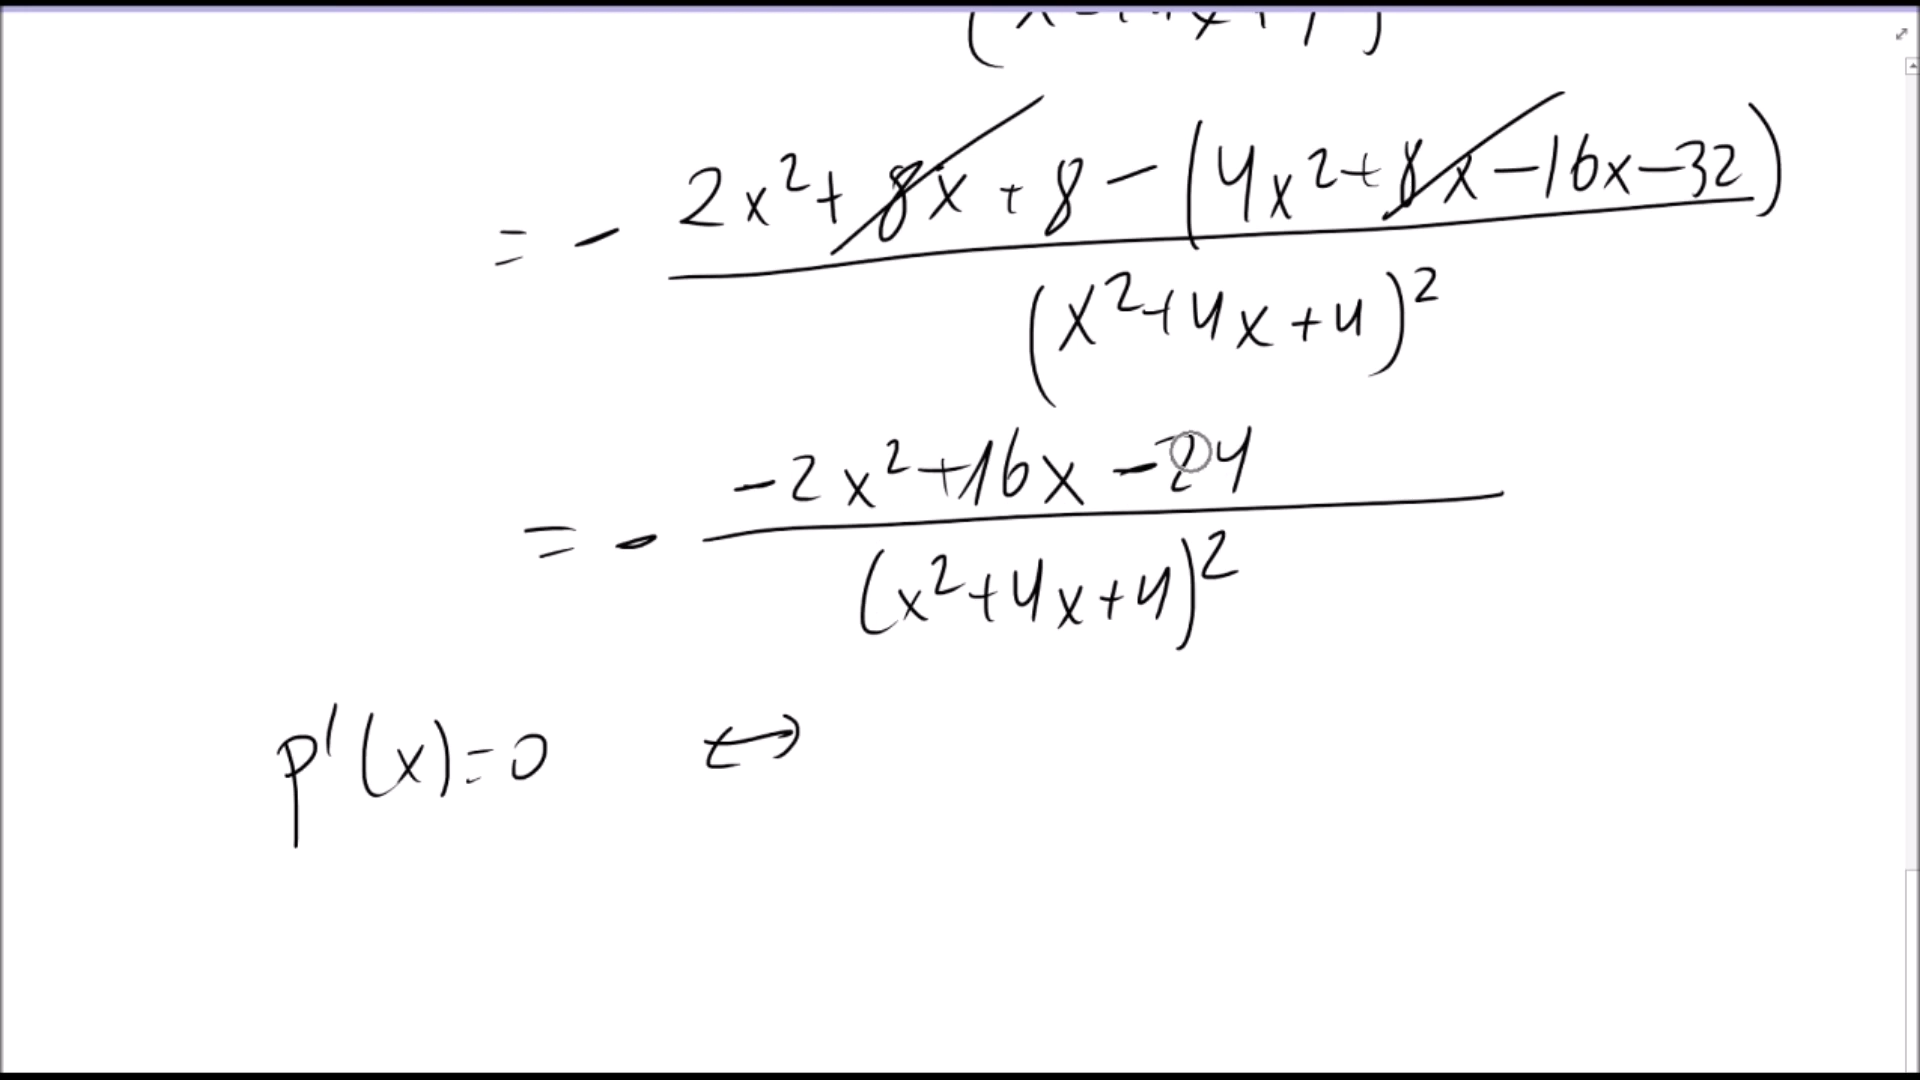 = - (2x² + 8x + 8 - (4x² + 8x - 16x - 32)) / (x² + 4x + 4)²
= - (-2x² + 16x - 24) / (x² + 4x + 4)²
p'(x) = 0 ↔